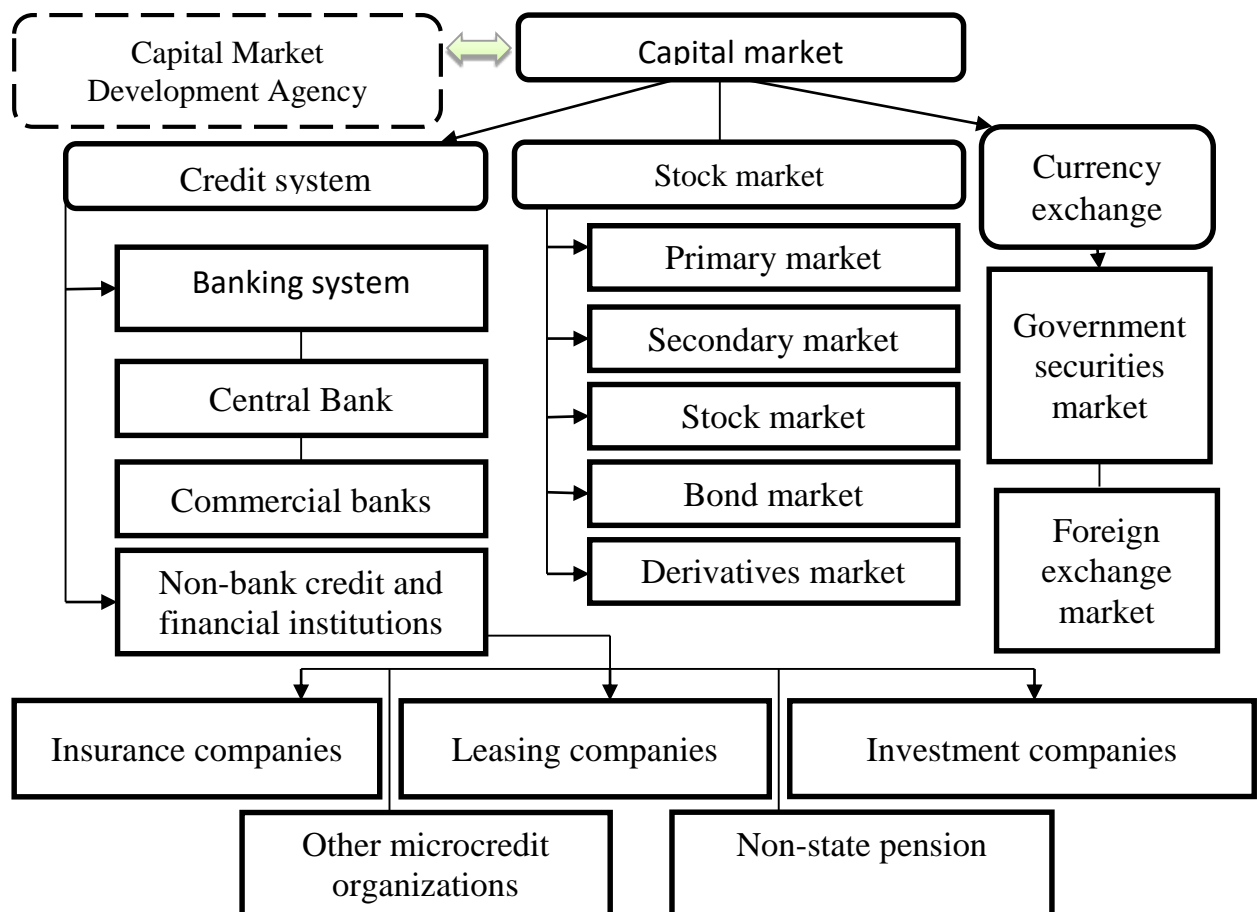 Capital Market
Development Agency
Capital market
Credit system
Stock market
Currency
exchange
Banking system
Central Bank
Commercial banks
Non-bank credit and
financial institutions
Primary market
Secondary market
Stock market
Bond market
Derivatives market
Government
securities
market
Foreign
exchange
market
Insurance companies
Leasing companies
Investment companies
Other microcredit
organizations
Non-state pension